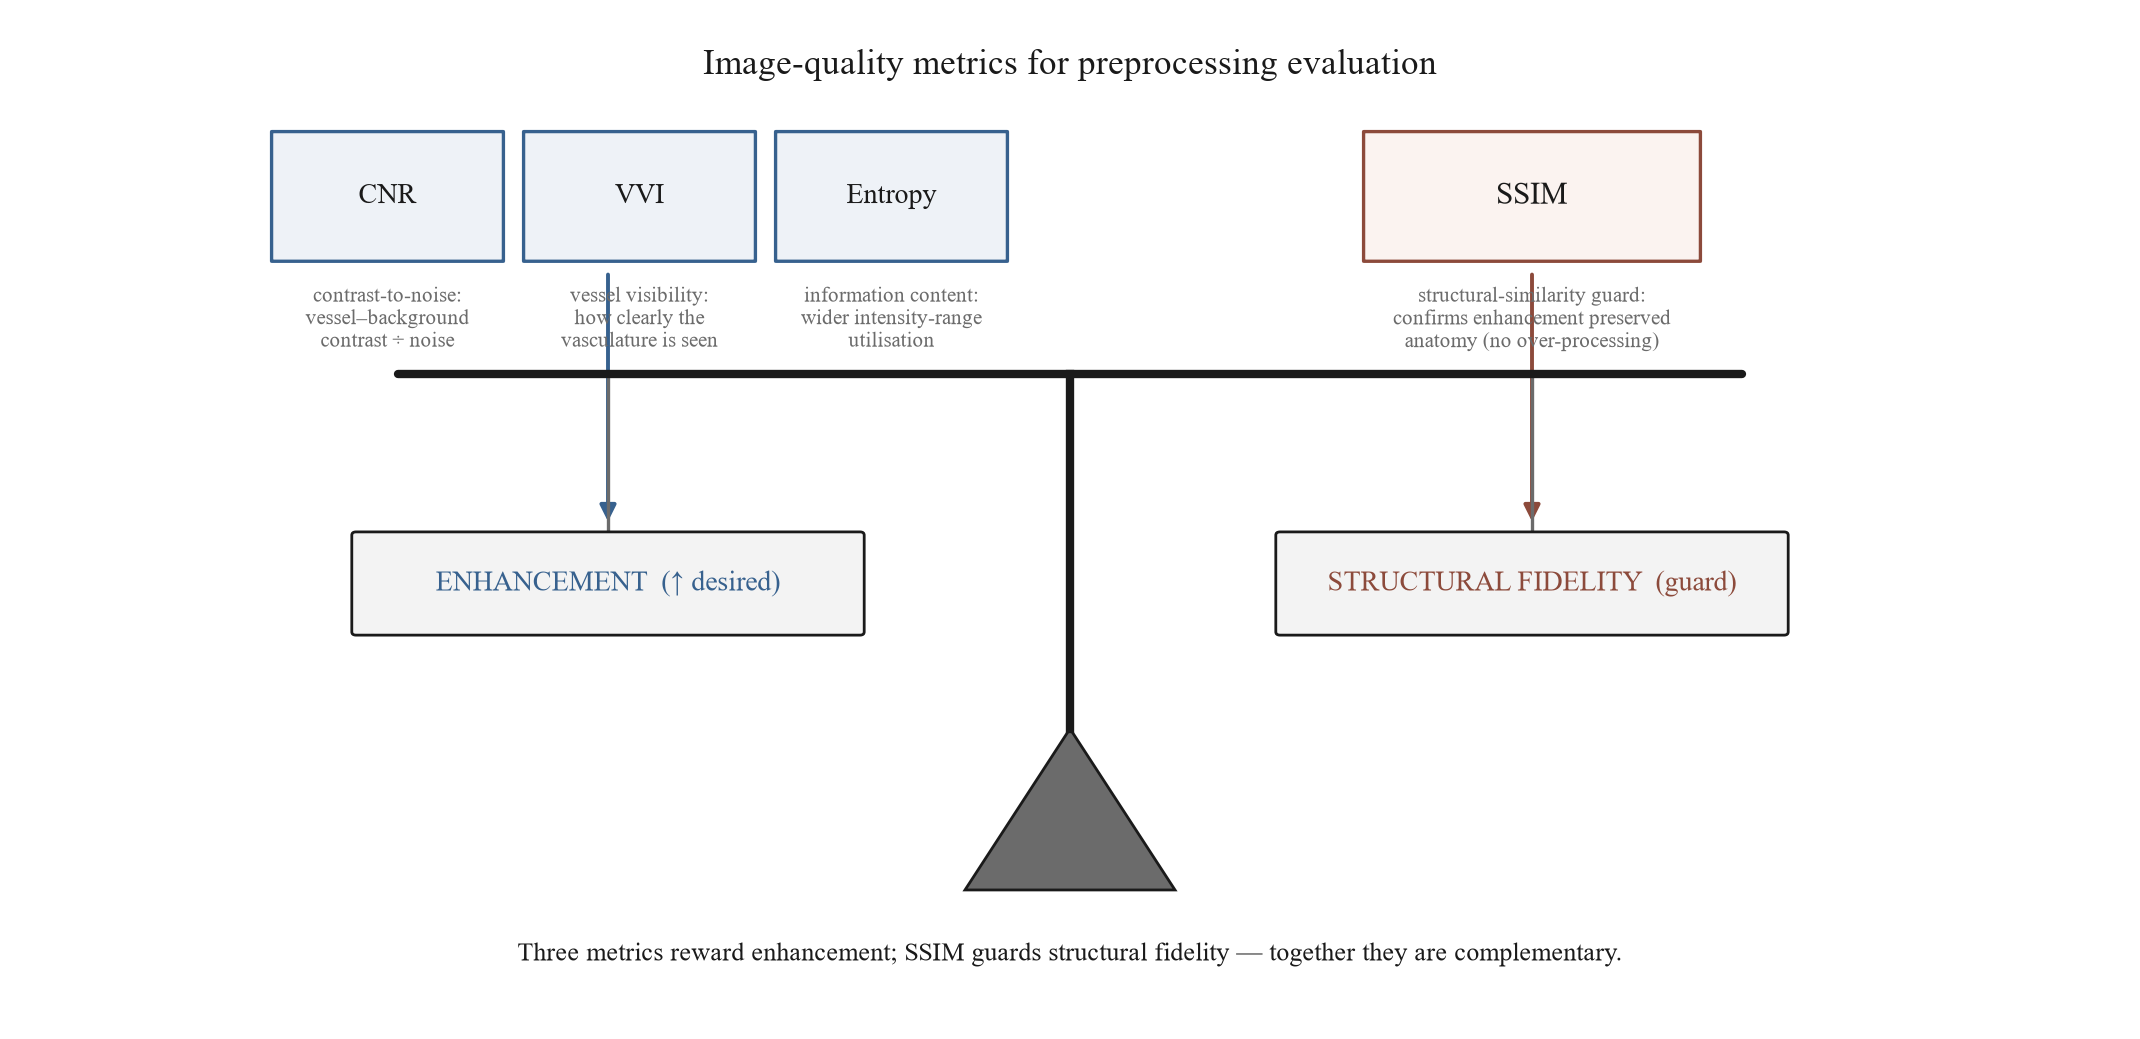 Image-quality metrics for preprocessing evaluation
CNR
VVI
Entropy
SSIM
contrast-to-noise:
vessel–background
contrast ÷ noise
vessel visibility:
how clearly the
vasculature is seen
information content:
wider intensity-range
utilisation
structural-similarity guard:
confirms enhancement preserved
anatomy (no over-processing)
ENHANCEMENT (↑ desired)
STRUCTURAL FIDELITY (guard)
Three metrics reward enhancement; SSIM guards structural fidelity — together they are complementary.